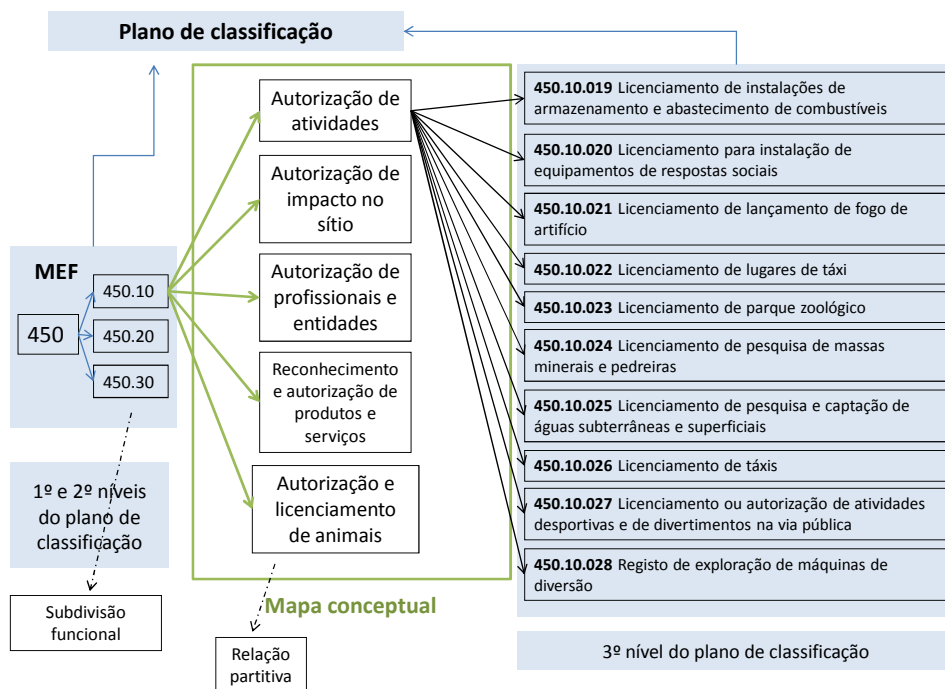 Plano de classificação
MEF
450
450.10
450.20
450.30
1º e 2º níveis
do plano de
classificação
Subdivisão
funcional
Autorização de
atividades
Autorização de
impacto no
sítio
Autorização de
profissionais e
entidades
Reconhecimento
e autorização de
produtos e
serviços
Autorização e
licenciamento
de animais
Mapa conceptual
Relação
partitiva
450.10.019 Licenciamento de instalações de
armazenamento e abastecimento de combustíveis
450.10.020 Licenciamento para instalação de
equipamentos de respostas sociais
450.10.021 Licenciamento de lançamento de fogo de
artifício
450.10.022 Licenciamento de lugares de táxi
450.10.023 Licenciamento de parque zoológico
450.10.024 Licenciamento de pesquisa de massas
minerais e pedreiras
450.10.025 Licenciamento de pesquisa e captação de
águas subterrâneas e superficiais
450.10.026 Licenciamento de táxis
450.10.027 Licenciamento ou autorização de atividades
desportivas e de divertimentos na via pública
450.10.028 Registo de exploração de máquinas de
diversão
3º nível do plano de classificação